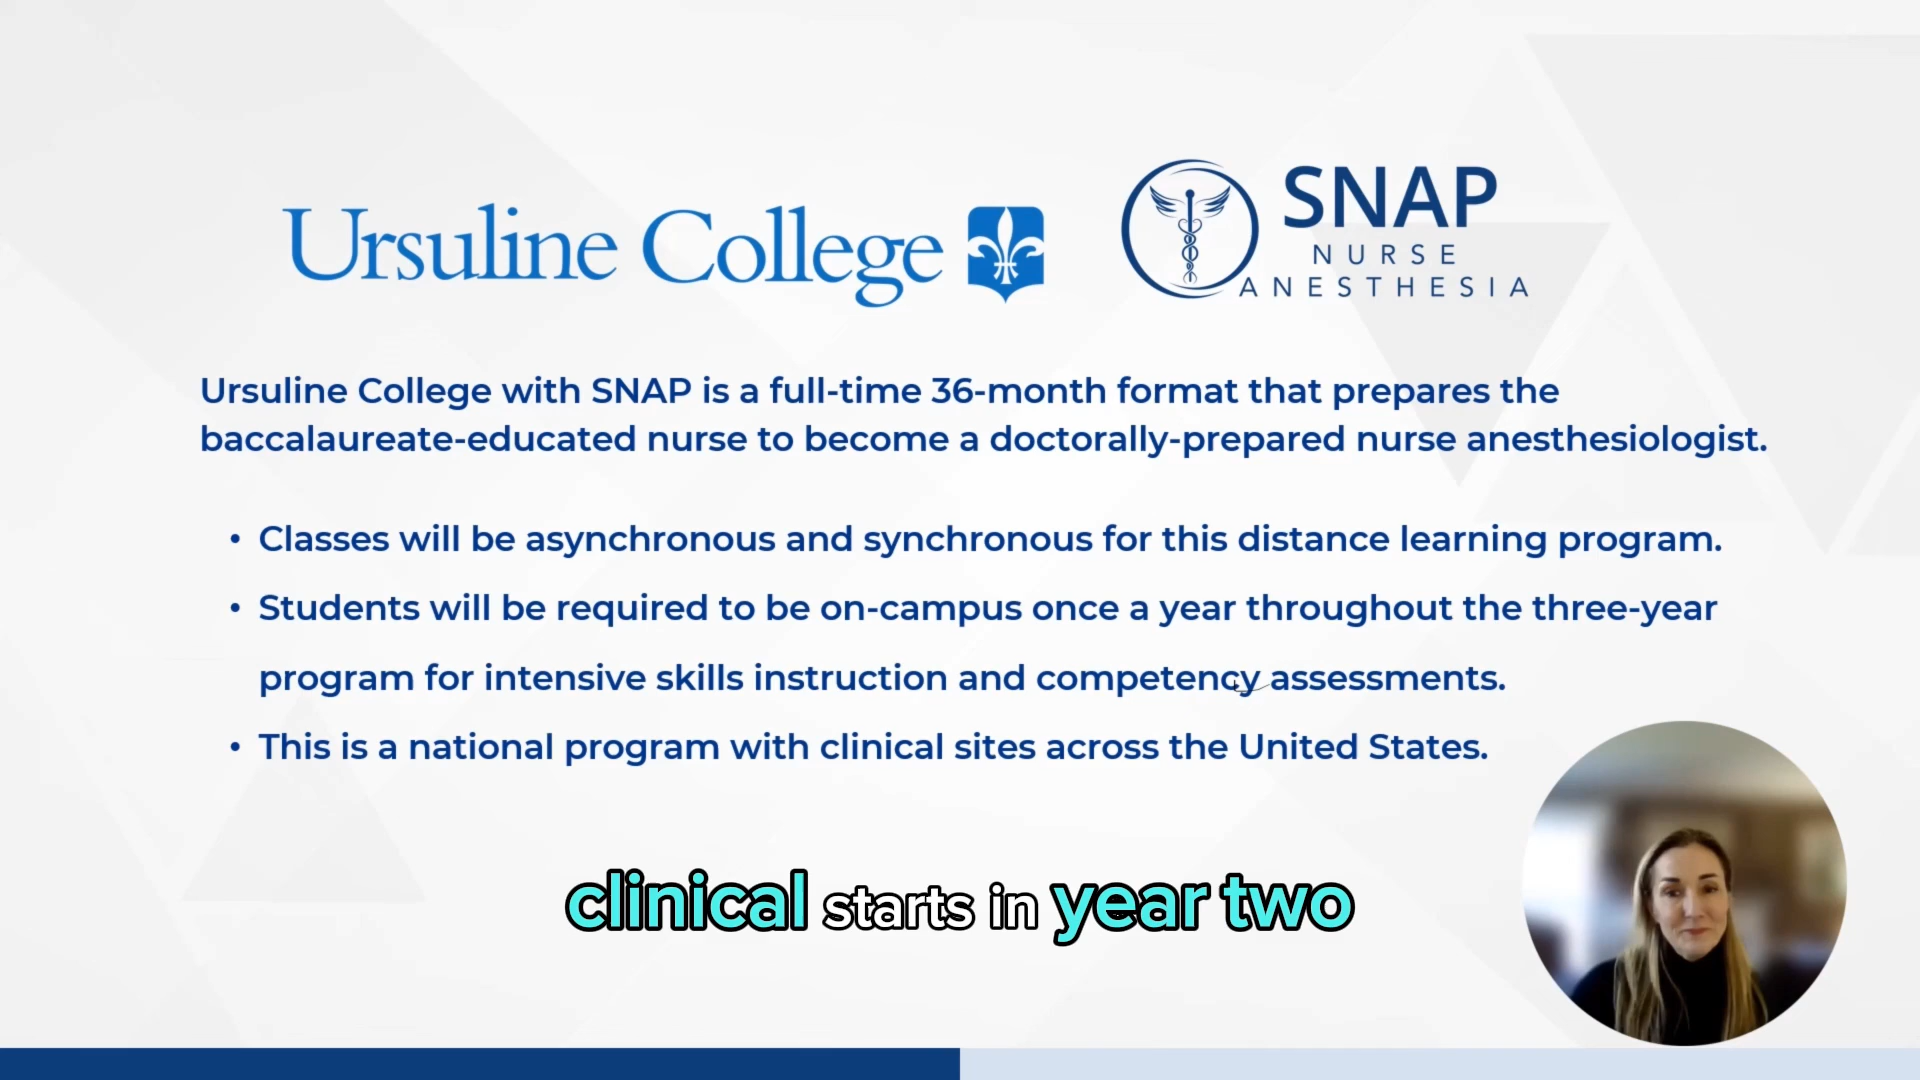 Ursuline College
SNAP
NURSE
ANESTHESIA
Ursuline College with SNAP is a full-time 36-month format that prepares the
baccalaureate-educated nurse to become a doctorally-prepared nurse anesthesiologist.
• Classes will be asynchronous and synchronous for this distance learning program.
• Students will be required to be on-campus once a year throughout the three-year
program for intensive skills instruction and competency assessments.
• This is a national program with clinical sites across the United States.
clinical starts in year two